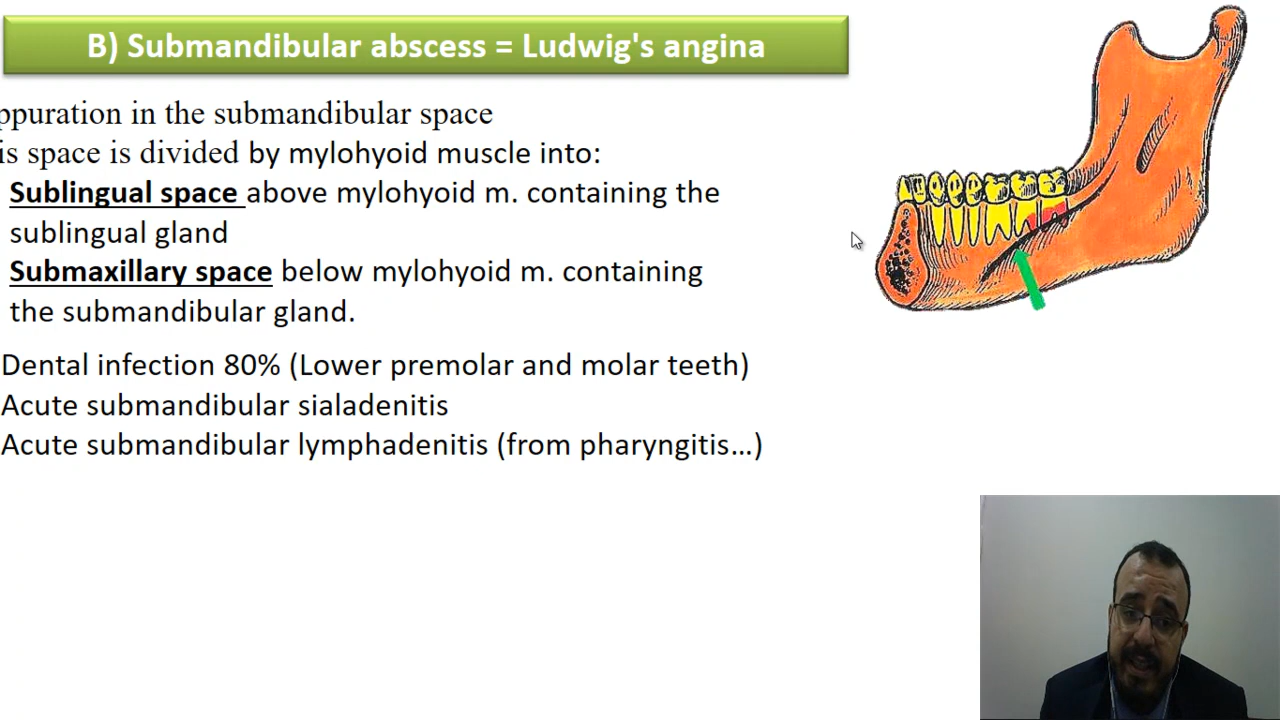 B) Submandibular abscess = Ludwig's angina
ppuration in the submandibular space
is space is divided by mylohyoid muscle into:
Sublingual space above mylohyoid m. containing the
sublingual gland
Submaxillary space below mylohyoid m. containing
the submandibular gland.
Dental infection 80% (Lower premolar and molar teeth)
Acute submandibular sialadenitis
Acute submandibular lymphadenitis (from pharyngitis...)